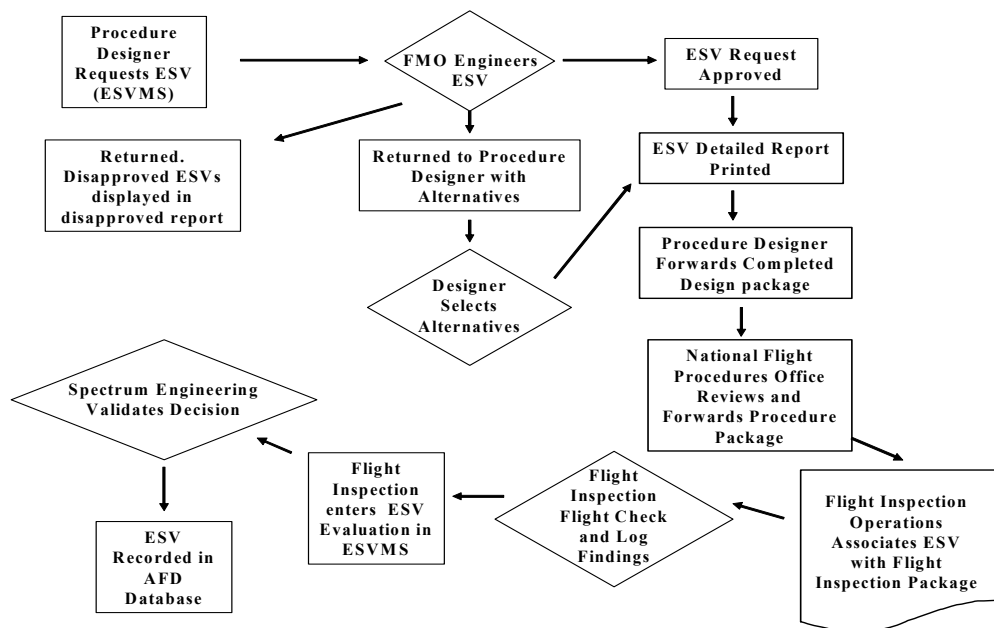 Procedure
Designer
Requests ESV
(ESVMS)
FMO Engineers
ESV
ESV Request
Approved
Returned.
Disapproved ESVs
displayed in
disapproved report
Returned to Procedure
Designer with
Alternatives
ESV Detailed Report
Printed
Designer
Selects
Alternatives
Procedure Designer
Forwards Completed
Design package
National Flight
Procedures Office
Reviews and
Forwards Procedure
Package
Flight Inspection
Operations
Associates ESV
with Flight
Inspection Package
Flight
Inspection
Flight Check
and Log
Findings
Flight
Inspection
enters ESV
Evaluation in
ESVMS
Spectrum Engineering
Validates Decision
ESV
Recorded in
AFD
Database